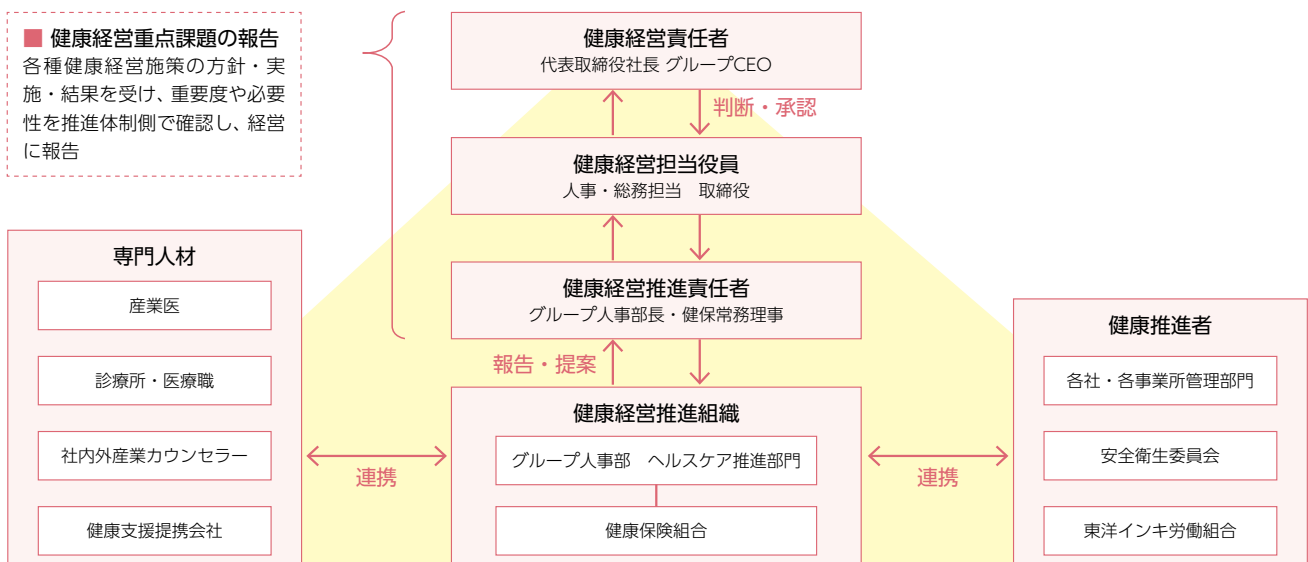 ■ 健康経営重点課題の報告
各種健康経営施策の方針・実
施・結果を受け、重要度や必要
性を推進体制側で確認し、経営
に報告
健康経営責任者
代表取締役社長 グループCEO
判断・承認
健康経営担当役員
人事・総務担当　取締役
健康経営推進責任者
グループ人事部長・健保常務理事
報告・提案
専門人材
産業医
診療所・医療職
社内外産業カウンセラー
健康支援提携会社
連携
健康経営推進組織
グループ人事部　ヘルスケア推進部門
健康保険組合
連携
健康推進者
各社・各事業所管理部門
安全衛生委員会
東洋インキ労働組合